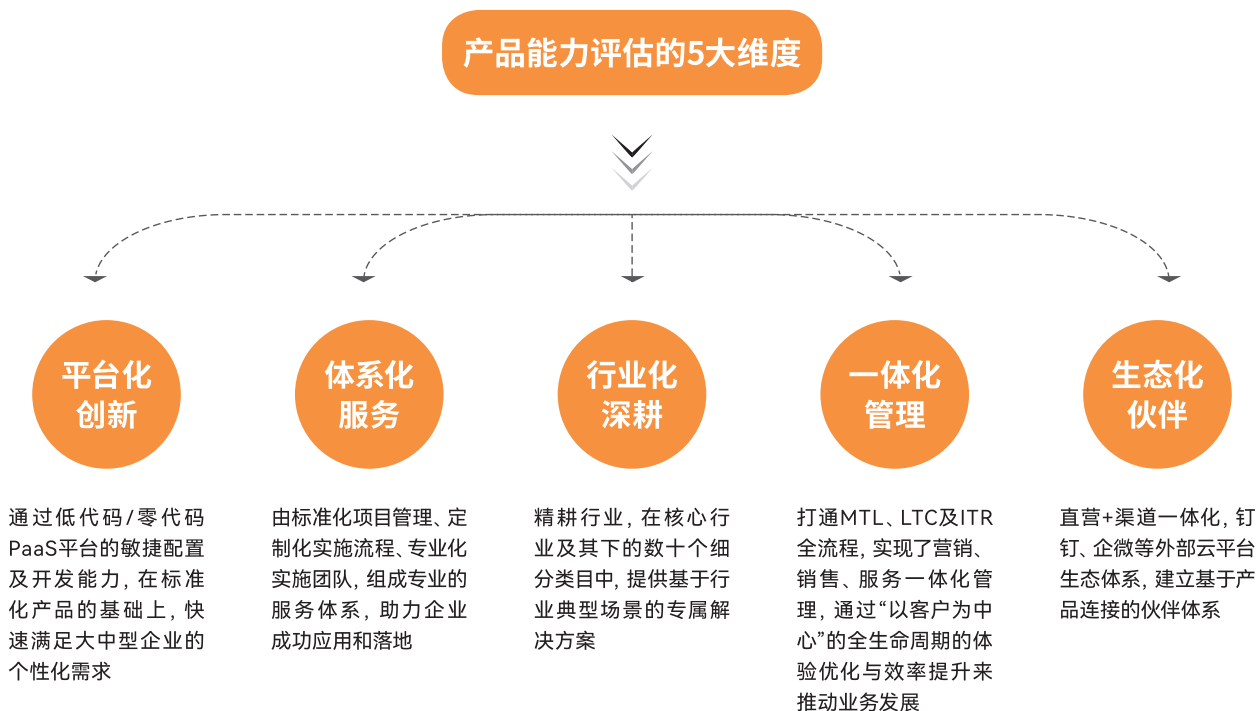 产品能力评估的5大维度
平台化
创新
通过低代码/零代码
PaaS平台的敏捷配置
及开发能力，在标准
化产品的基础上，快
速满足大中型企业的
个性化需求
体系化
服务
由标准化项目管理、定
制化实施流程、专业化
实施团队，组成专业的
服务体系，助力企业
成功应用和落地
行业化
深耕
精耕行业，在核心行
业及其下的数十个细
分类目中，提供基于行
业典型场景的专属解
决方案
一体化
管理
打通MTL、LTC及ITR
全流程，实现了营销、
销售、服务一体化管
理，通过“以客户为中
心”的全生命周期的体
验优化与效率提升来
推动业务发展
生态化
伙伴
直营+渠道一体化，钉
钉、企微等外部云平台
生态体系，建立基于产
品连接的伙伴体系